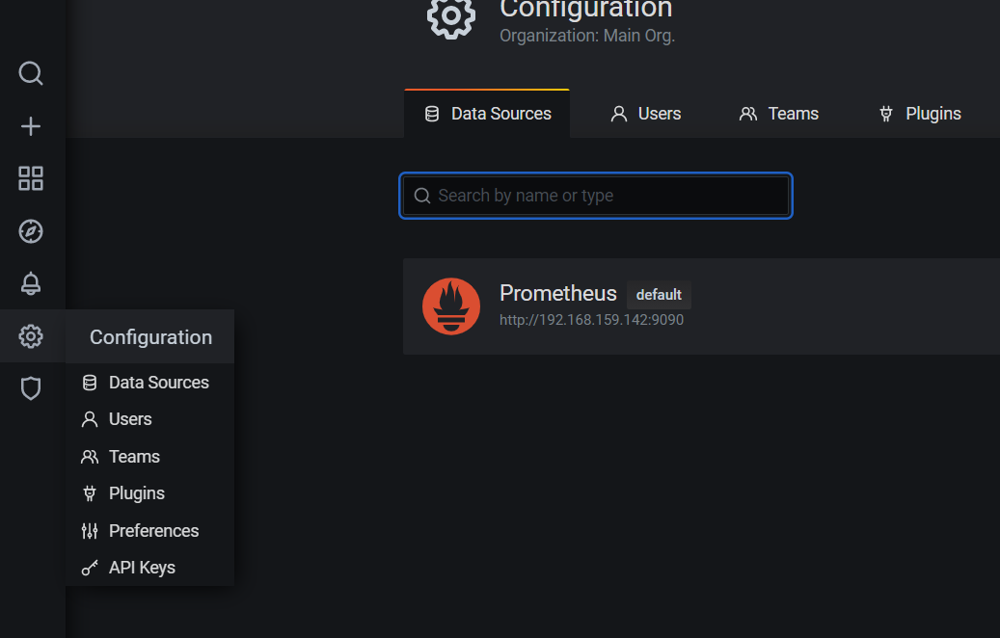 Configuration
Organization: Main Org.
Data Sources
Users
Teams
Plugins
Search by name or type
Prometheus
default
http://192.168.159.142:9090
Configuration
Data Sources
Users
Teams
Plugins
Preferences
API Keys